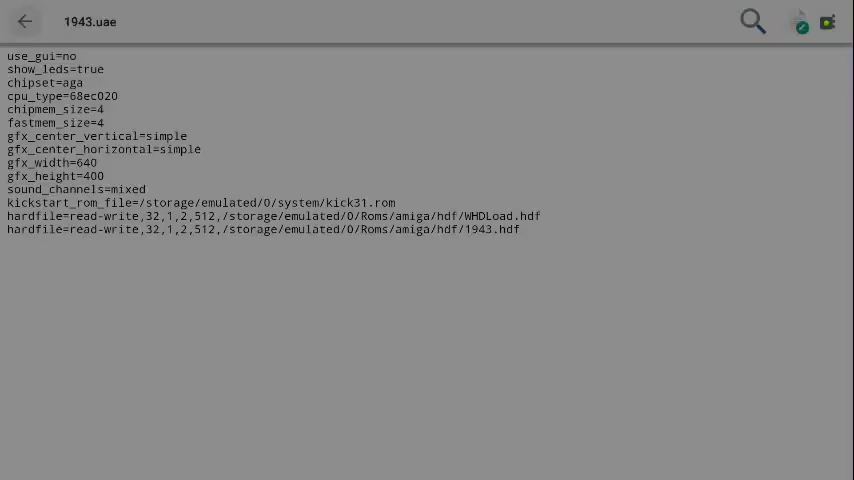 1943.uae
use_gui=no
show_leds=true
chipset=aga
cpu_type=68ec020
chipmem_size=4
fastmem_size=4
gfx_center_vertical=simple
gfx_center_horizontal=simple
gfx_width=640
gfx_height=400
sound_channels=mixed
kickstart_rom_file=/storage/emulated/0/system/kick31.rom
hardfile=read-write,32,1,2,512,/storage/emulated/0/Roms/amiga/hdf/WHDLoad.hdf
hardfile=read-write,32,1,2,512,/storage/emulated/0/Roms/amiga/hdf/1943.hdf